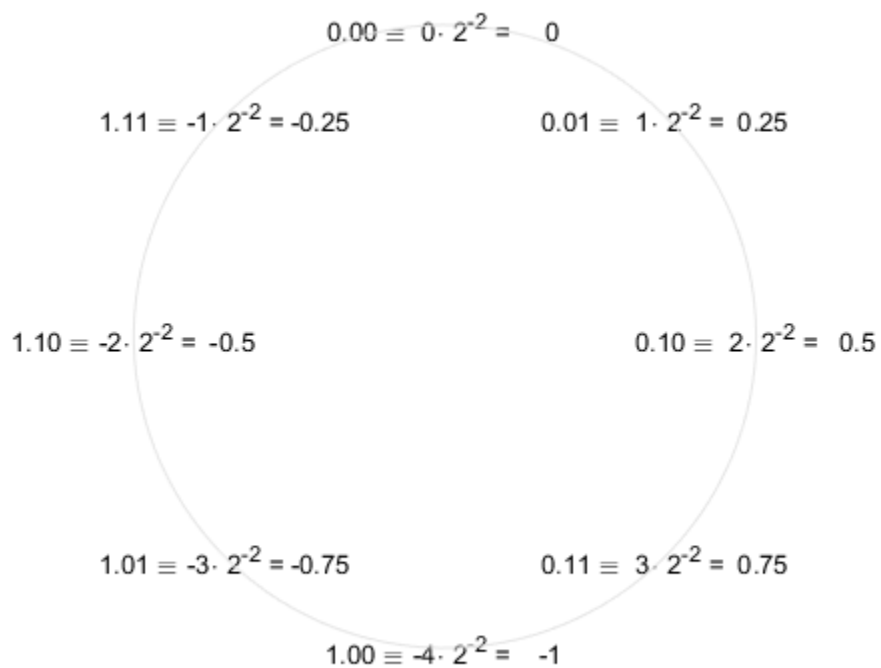 0.00 ≡ 0· 2^-2 = 0
1.11 ≡ -1· 2^-2 = -0.25
0.01 ≡ 1· 2^-2 = 0.25
1.10 ≡ -2· 2^-2 = -0.5
0.10 ≡ 2· 2^-2 = 0.5
1.01 ≡ -3· 2^-2 = -0.75
0.11 ≡ 3· 2^-2 = 0.75
1.00 ≡ -4· 2^-2 = -1